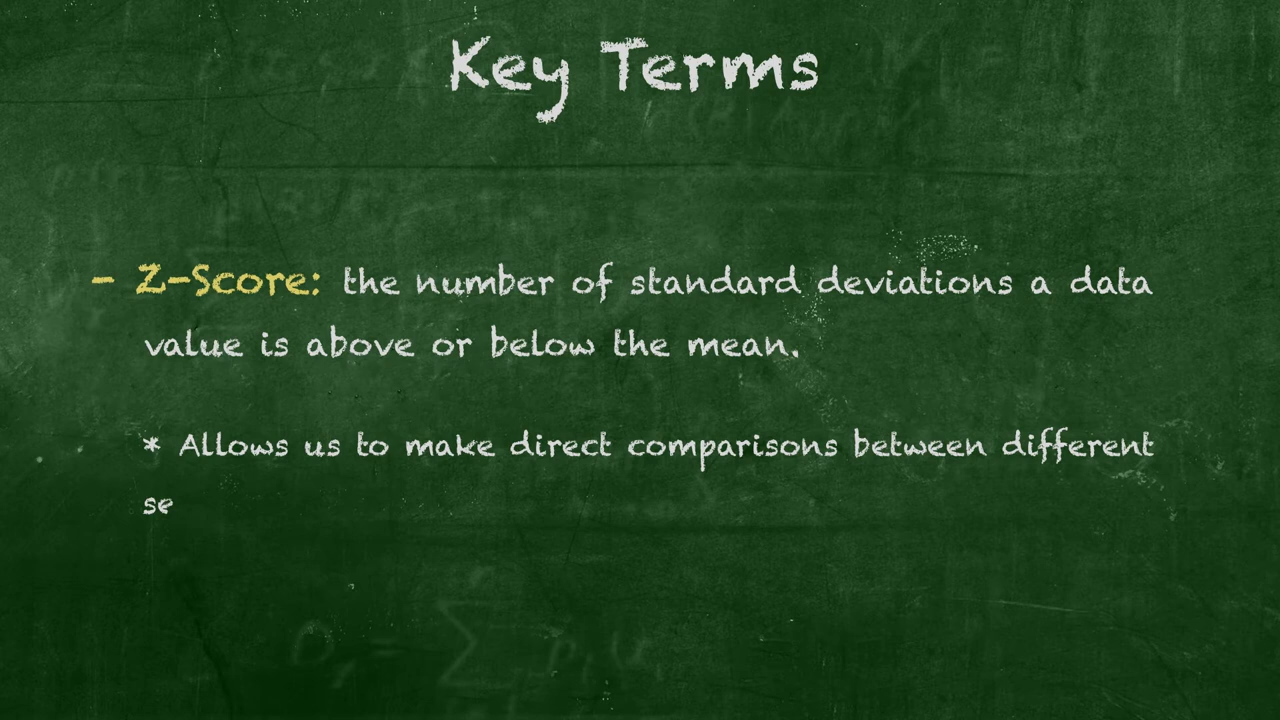 Key Terms
- Z-Score: the number of standard deviations a data
value is above or below the mean.
* Allows us to make direct comparisons between different
se